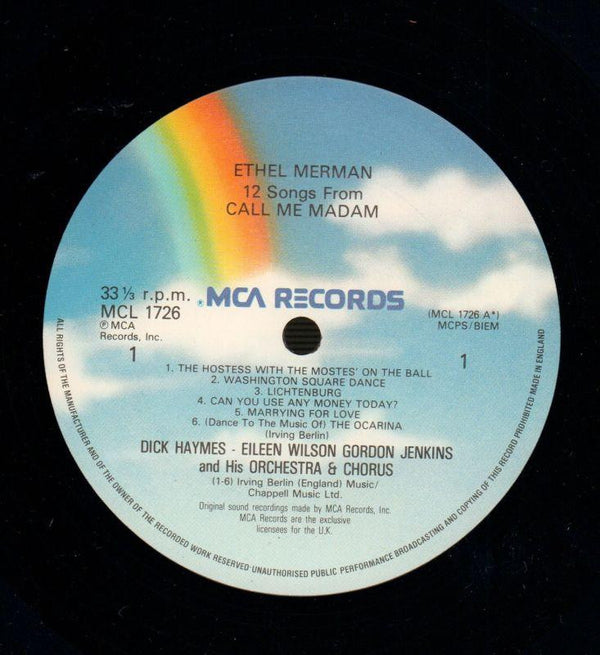 ETHEL MERMAN
12 Songs From
CALL ME MADAM
33 ⅓ r.p.m.
MCL 1726
℗ MCA
Records, Inc.
MCA RECORDS
(MCL 1726 A*)
MCPS/BIEM
1
1
1. THE HOSTESS WITH THE MOSTES' ON THE BALL
2. WASHINGTON SQUARE DANCE
3. LICHTENBURG
4. CAN YOU USE ANY MONEY TODAY?
5. MARRYING FOR LOVE
6. (Dance To The Music Of) THE OCARINA
(Irving Berlin)
DICK HAYMES - EILEEN WILSON GORDON JENKINS
and His ORCHESTRA & CHORUS
(1-6) Irving Berlin (England) Music/
Chappell Music Ltd.
Original sound recordings made by MCA Records, Inc.
MCA Records are the exclusive
licensees for the U.K.
ALL RIGHTS OF THE MANUFACTURER AND OF THE OWNER OF THE RECORDED WORK RESERVED·UNAUTHORISED PUBLIC PERFORMANCE BROADCASTING AND COPYING OF THIS RECORD PROHIBITED MADE IN ENGLAND